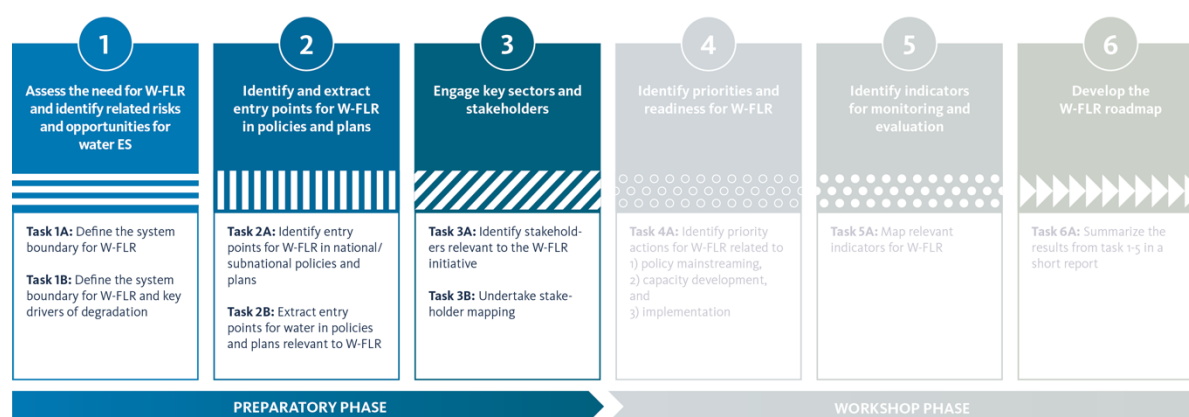 1
Assess the need for W-FLR
and identify related risks
and opportunities for
water ES
Task 1A: Define the system
boundary for W-FLR
Task 1B: Define the system
boundary for W-FLR and key
drivers of degradation
2
Identify and extract
entry points for W-FLR
in policies and plans
Task 2A: Identify entry
points for W-FLR in national/
subnational policies and
plans
Task 2B: Extract entry
points for water in policies
and plans relevant to W-FLR
3
Engage key sectors and
stakeholders
Task 3A: Identify stakehold-
ers relevant to the W-FLR
initiative
Task 3B: Undertake stake-
holder mapping
4
Identify priorities and
readiness for W-FLR
Task 4A: Identify priority
actions for W-FLR related to
1) policy mainstreaming,
2) capacity development,
and
3) implementation
5
Identify indicators
for monitoring and
evaluation
Task 5A: Map relevant
indicators for W-FLR
6
Develop the
W-FLR roadmap
Task 6A: Summarize the
results from task 1-5 in a
short report
PREPARATORY PHASE
WORKSHOP PHASE